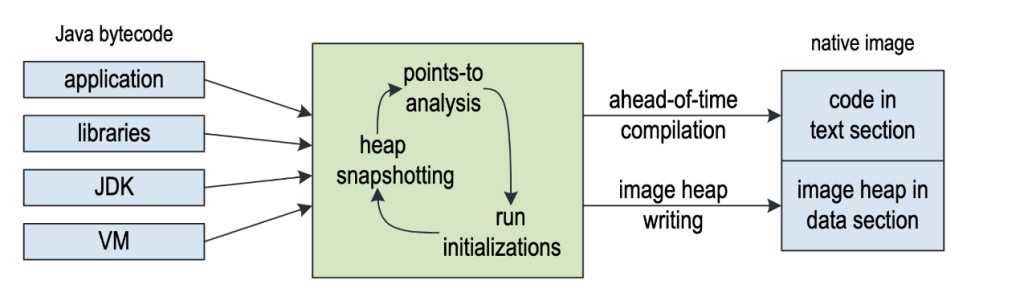 Java bytecode
application
libraries
JDK
VM
points-to
analysis
heap
snapshotting
run
initializations
ahead-of-time
compilation
image heap
writing
native image
code in
text section
image heap in
data section